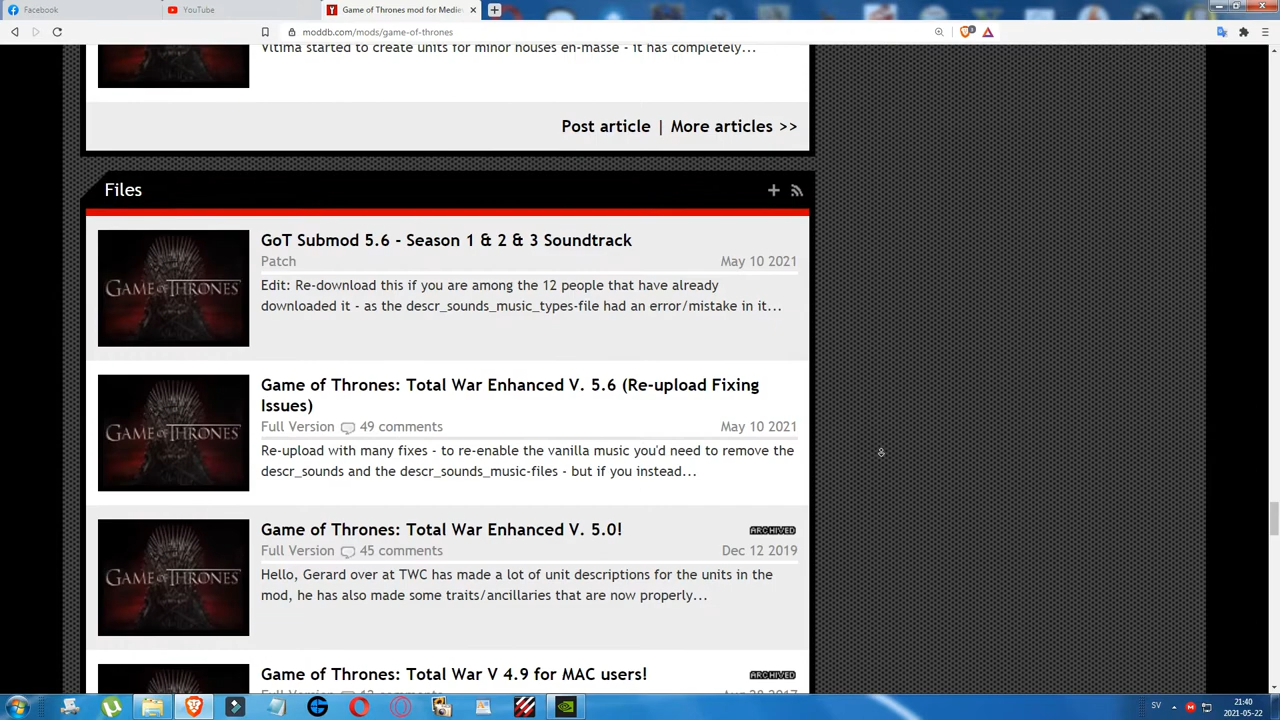 Facebook
YouTube
Game of Thrones mod for Medie
moddb.com/mods/game-of-thrones
Vltima started to create units for minor houses en-masse - it has completely...
Post article | More articles >>
Files
GoT Submod 5.6 - Season 1 & 2 & 3 Soundtrack
Patch May 10 2021
Edit: Re-download this if you are among the 12 people that have already
downloaded it - as the descr_sounds_music_types-file had an error/mistake in it...
GAME OF THRONES
Game of Thrones: Total War Enhanced V. 5.6 (Re-upload Fixing
Issues)
Full Version 49 comments May 10 2021
Re-upload with many fixes - to re-enable the vanilla music you'd need to remove the
descr_sounds and the descr_sounds_music-files - but if you instead...
GAME OF THRONES
Game of Thrones: Total War Enhanced V. 5.0! ARCHIVED
Full Version 45 comments Dec 12 2019
Hello, Gerard over at TWC has made a lot of unit descriptions for the units in the
mod, he has also made some traits/ancillaries that are now properly...
GAME OF THRONES
Game of Thrones: Total War V 4.9 for MAC users! ARCHIVED
SV
21:40
2021-05-22